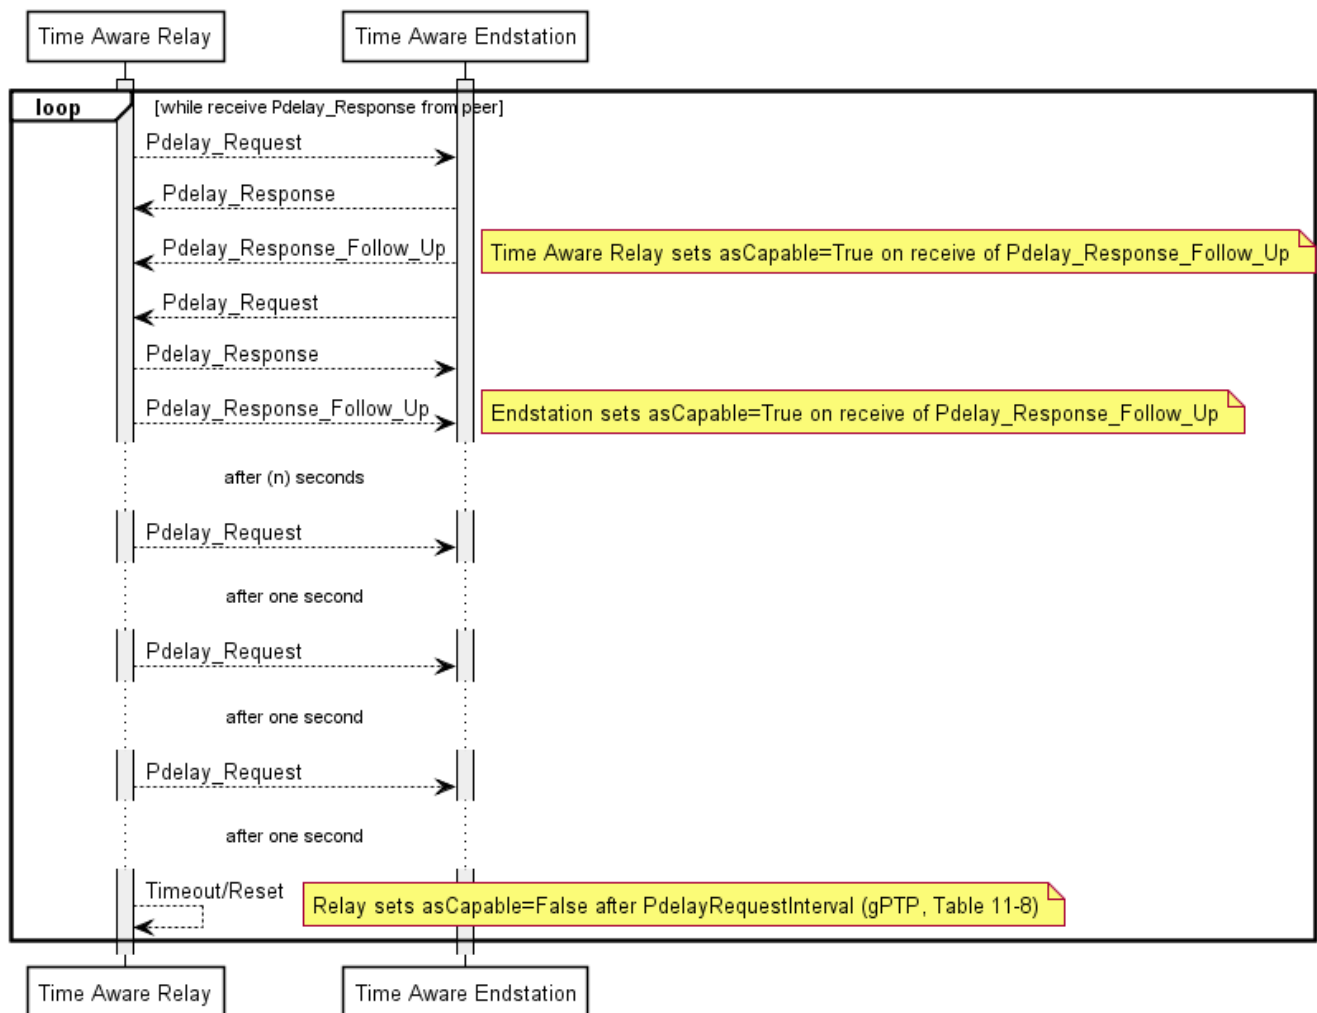 Time Aware Relay
Time Aware Endstation
loop
[while receive Pdelay_Response from peer]
Pdelay_Request
Pdelay_Response
Pdelay_Response_Follow_Up
Time Aware Relay sets asCapable=True on receive of Pdelay_Response_Follow_Up
Pdelay_Request
Pdelay_Response
Pdelay_Response_Follow_Up
Endstation sets asCapable=True on receive of Pdelay_Response_Follow_Up
after (n) seconds
Pdelay_Request
after one second
Pdelay_Request
after one second
Pdelay_Request
after one second
Timeout/Reset
Relay sets asCapable=False after PdelayRequestInterval (gPTP, Table 11-8)
Time Aware Relay
Time Aware Endstation